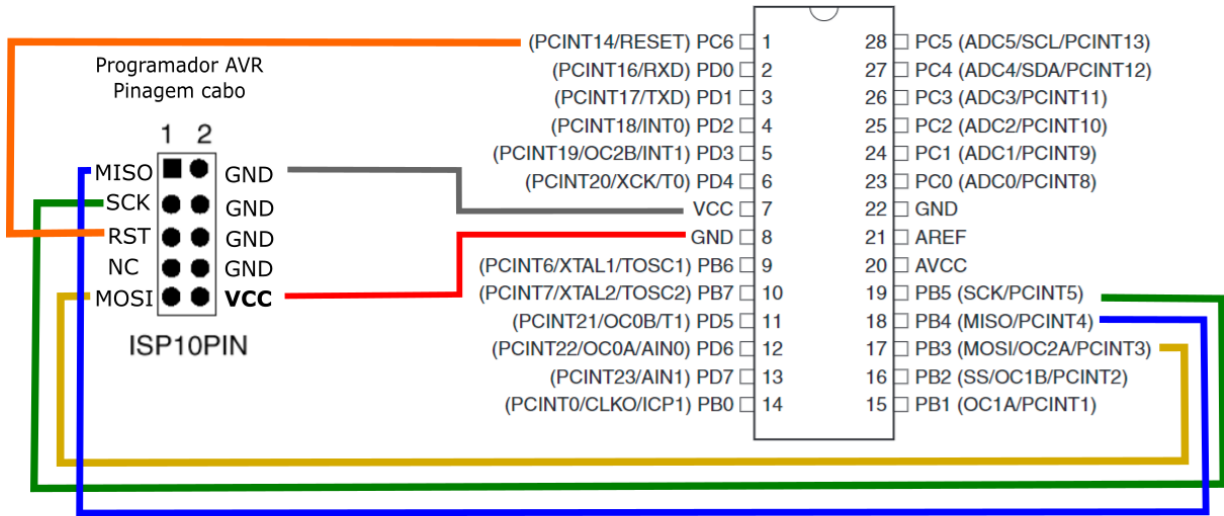 Programador AVR
Pinagem cabo
1 2
MISO GND
SCK GND
RST GND
NC GND
MOSI VCC
ISP10PIN
(PCINT14/RESET) PC6 1 28 PC5 (ADC5/SCL/PCINT13)
(PCINT16/RXD) PD0 2 27 PC4 (ADC4/SDA/PCINT12)
(PCINT17/TXD) PD1 3 26 PC3 (ADC3/PCINT11)
(PCINT18/INT0) PD2 4 25 PC2 (ADC2/PCINT10)
(PCINT19/OC2B/INT1) PD3 5 24 PC1 (ADC1/PCINT9)
(PCINT20/XCK/T0) PD4 6 23 PC0 (ADC0/PCINT8)
VCC 7 22 GND
GND 8 21 AREF
(PCINT6/XTAL1/TOSC1) PB6 9 20 AVCC
(PCINT7/XTAL2/TOSC2) PB7 10 19 PB5 (SCK/PCINT5)
(PCINT21/OC0B/T1) PD5 11 18 PB4 (MISO/PCINT4)
(PCINT22/OC0A/AIN0) PD6 12 17 PB3 (MOSI/OC2A/PCINT3)
(PCINT23/AIN1) PD7 13 16 PB2 (SS/OC1B/PCINT2)
(PCINT0/CLKO/ICP1) PB0 14 15 PB1 (OC1A/PCINT1)